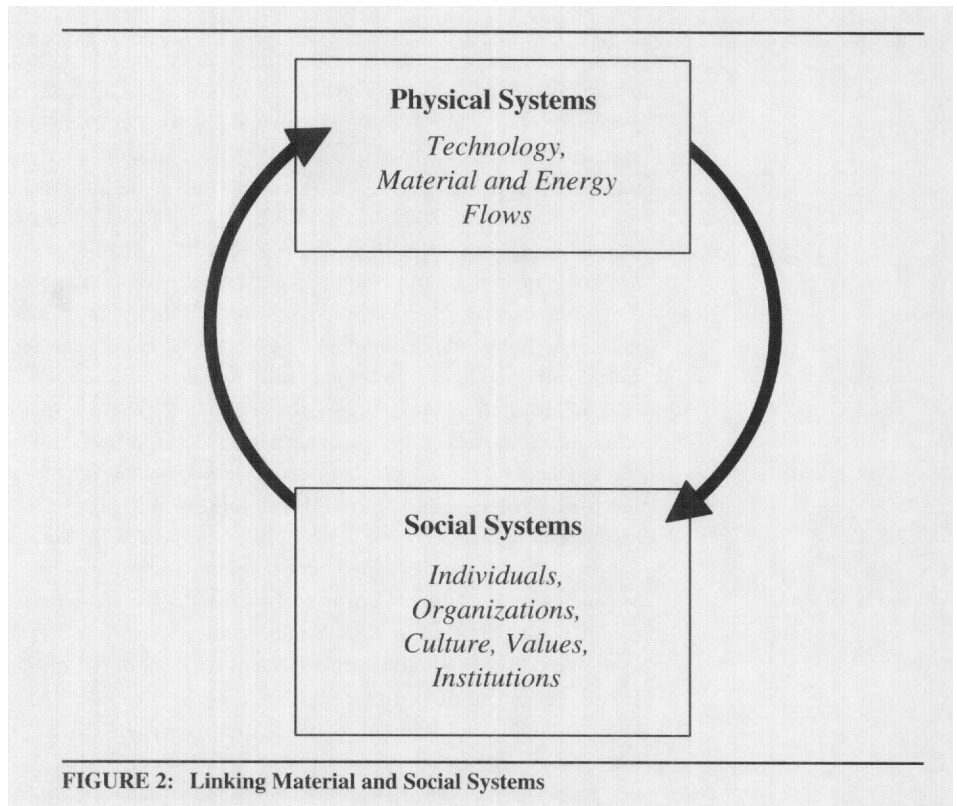 Physical Systems
Technology,
Material and Energy
Flows
Social Systems
Individuals,
Organizations,
Culture, Values,
Institutions
FIGURE 2: Linking Material and Social Systems